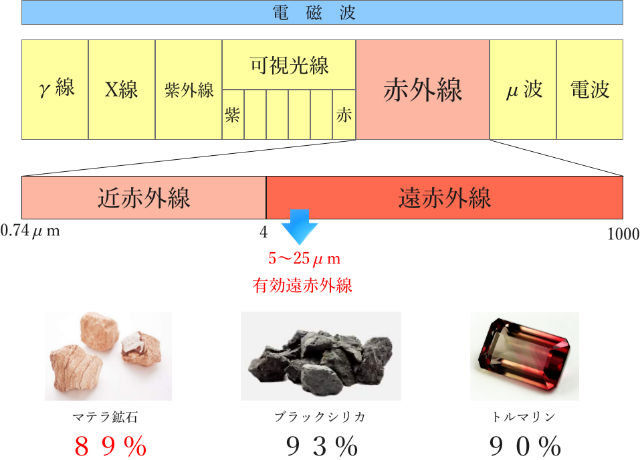 電 磁 波
γ線 X線 紫外線 可視光線 赤外線 μ波 電波
紫 赤
近赤外線 遠赤外線
0.74μm 4 1000
5～25μm
有効遠赤外線
マテラ鉱石 ブラックシリカ トルマリン
89% 93% 90%